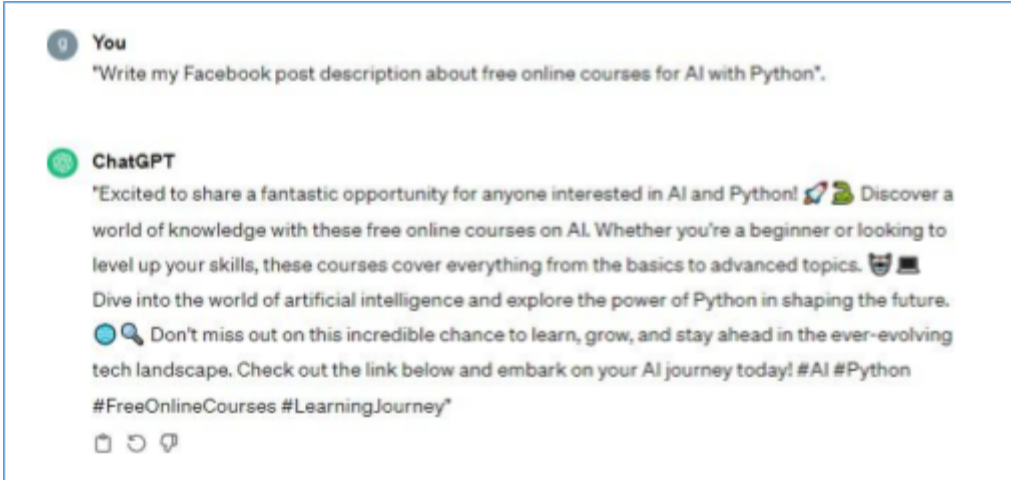 g
You
"Write my Facebook post description about free online courses for AI with Python".
ChatGPT
"Excited to share a fantastic opportunity for anyone interested in AI and Python! 🚀🐍 Discover a
world of knowledge with these free online courses on AI. Whether you're a beginner or looking to
level up your skills, these courses cover everything from the basics to advanced topics. 🤖💻
Dive into the world of artificial intelligence and explore the power of Python in shaping the future.
🌐🔍 Don't miss out on this incredible chance to learn, grow, and stay ahead in the ever-evolving
tech landscape. Check out the link below and embark on your AI journey today! #AI #Python
#FreeOnlineCourses #LearningJourney"